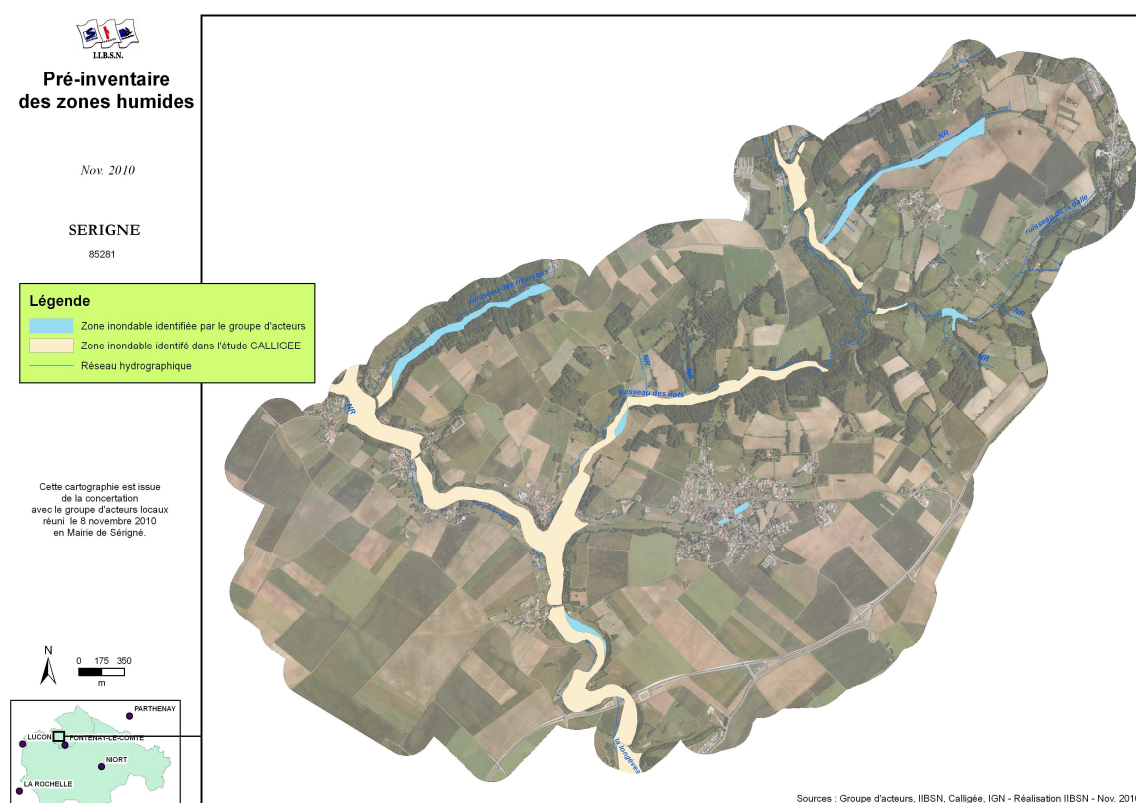 I.I.B.S.N.
Pré-inventaire
des zones humides
Nov. 2010
SERIGNE
85281
Légende
Zone inondable identifiée par le groupe d'acteurs
Zone inondable identifé dans l'étude CALLIGEE
Réseau hydrographique
Cette cartographie est issue
de la concertation
avec le groupe d'acteurs locaux
réuni le 8 novembre 2010
en Mairie de Sérigné.
N
0 175 350
m
PARTHENAY
LUCON
FONTENAY-LE-COMTE
NIORT
LA ROCHELLE
NR
ruisseau de la
NR
NR
NR
NR
ruisseau des
NR
la longèves
Sources : Groupe d'acteurs, IIBSN, Calligée, IGN - Réalisation IIBSN - Nov. 2010